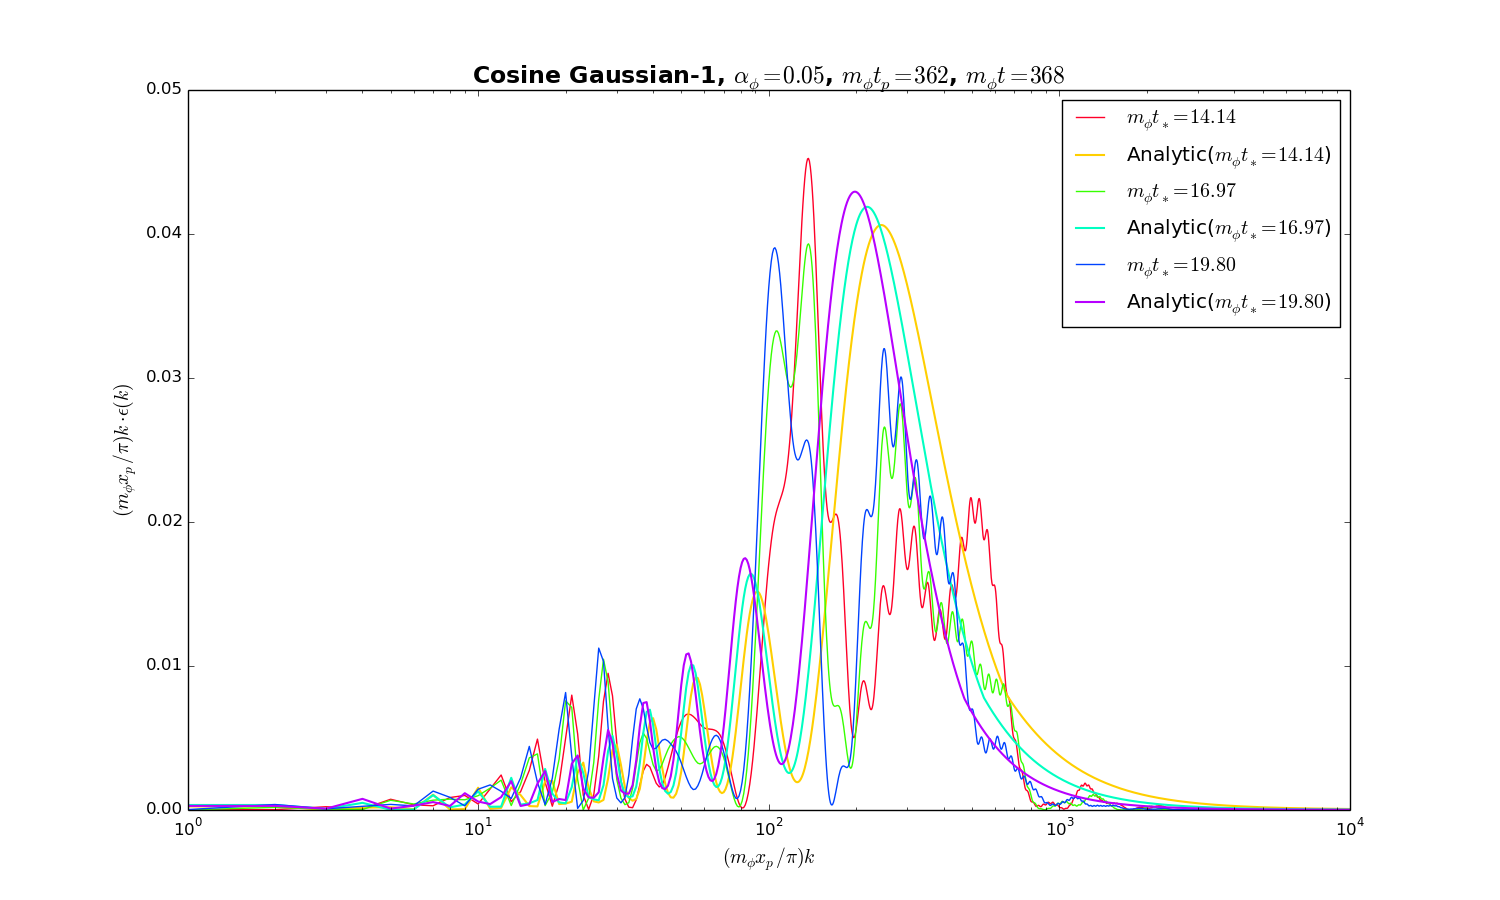 Cosine Gaussian-1, α_ϕ=0.05, m_ϕt_p=362, m_ϕt=368
0.05
0.04
0.03
0.02
0.01
0.00
(m_ϕx_p/π)k·ϵ(k)
m_ϕt_*=14.14
Analytic(m_ϕt_*=14.14)
m_ϕt_*=16.97
Analytic(m_ϕt_*=16.97)
m_ϕt_*=19.80
Analytic(m_ϕt_*=19.80)
10^0 10^1 10^2 10^3 10^4
(m_ϕx_p/π)k